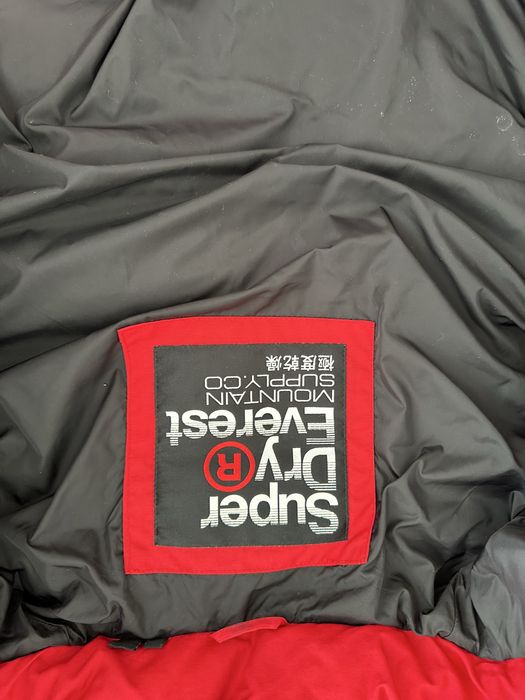 Super
Dry®
Everest
MOUNTAIN
SUPPLY.CO
極度乾燥